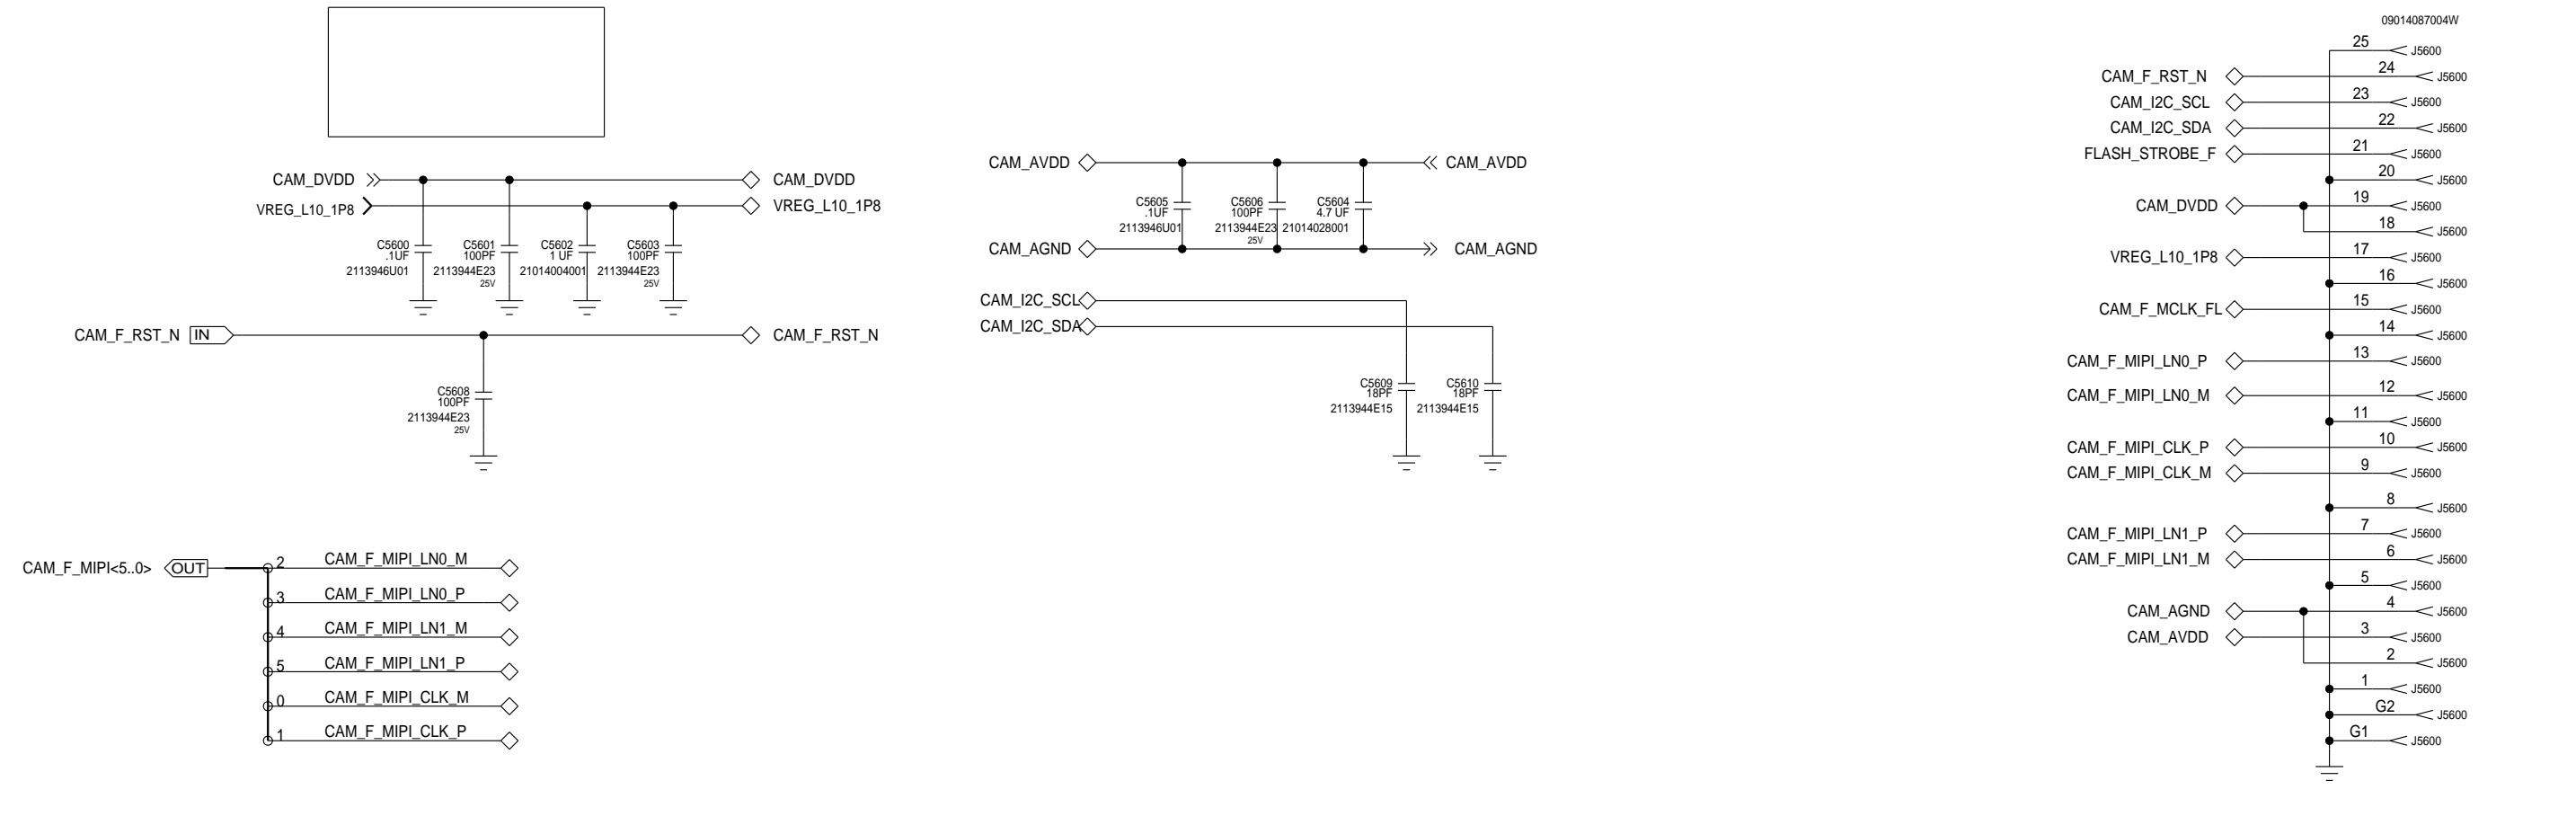 CAM_DVDD CAM_DVDD
VREG_L10_1P8 VREG_L10_1P8
C5600 C5601 C5602 C5603
.1UF 100PF 1 UF 100PF
2113946U01 2113944E23 21014004001 2113944E23
25V 25V
CAM_F_RST_N IN CAM_F_RST_N
C5608
100PF
2113944E23
25V
CAM_F_MIPI<5..0> OUT 2 CAM_F_MIPI_LN0_M
3 CAM_F_MIPI_LN0_P
4 CAM_F_MIPI_LN1_M
5 CAM_F_MIPI_LN1_P
0 CAM_F_MIPI_CLK_M
1 CAM_F_MIPI_CLK_P
CAM_AVDD CAM_AVDD
C5605 C5606 C5604
.1UF 100PF 4.7 UF
2113946U01 2113944E23 21014028001
25V
CAM_AGND CAM_AGND
CAM_I2C_SCL
CAM_I2C_SDA
C5609 C5610
18PF 18PF
2113944E15 2113944E15
09014087004W
25 J5600
CAM_F_RST_N 24 J5600
CAM_I2C_SCL 23 J5600
CAM_I2C_SDA 22 J5600
FLASH_STROBE_F 21 J5600
20 J5600
CAM_DVDD 19 J5600
18 J5600
VREG_L10_1P8 17 J5600
16 J5600
CAM_F_MCLK_FL 15 J5600
14 J5600
CAM_F_MIPI_LN0_P 13 J5600
CAM_F_MIPI_LN0_M 12 J5600
11 J5600
CAM_F_MIPI_CLK_P 10 J5600
CAM_F_MIPI_CLK_M 9 J5600
8 J5600
CAM_F_MIPI_LN1_P 7 J5600
CAM_F_MIPI_LN1_M 6 J5600
5 J5600
CAM_AGND 4 J5600
CAM_AVDD 3 J5600
2 J5600
1 J5600
G2 J5600
G1 J5600